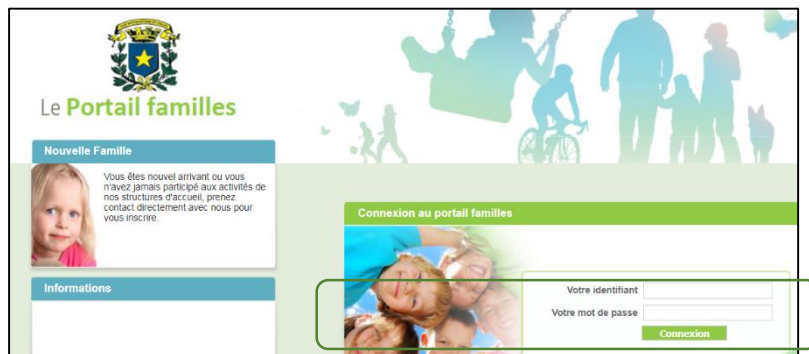 Le Portail familles
Nouvelle Famille
Vous êtes nouvel arrivant ou vous
n'avez jamais participé aux activités de
nos structures d'accueil, prenez
contact directement avec nous pour
vous inscrire.
Informations
Connexion au portail familles
Votre identifiant
Votre mot de passe
Connexion